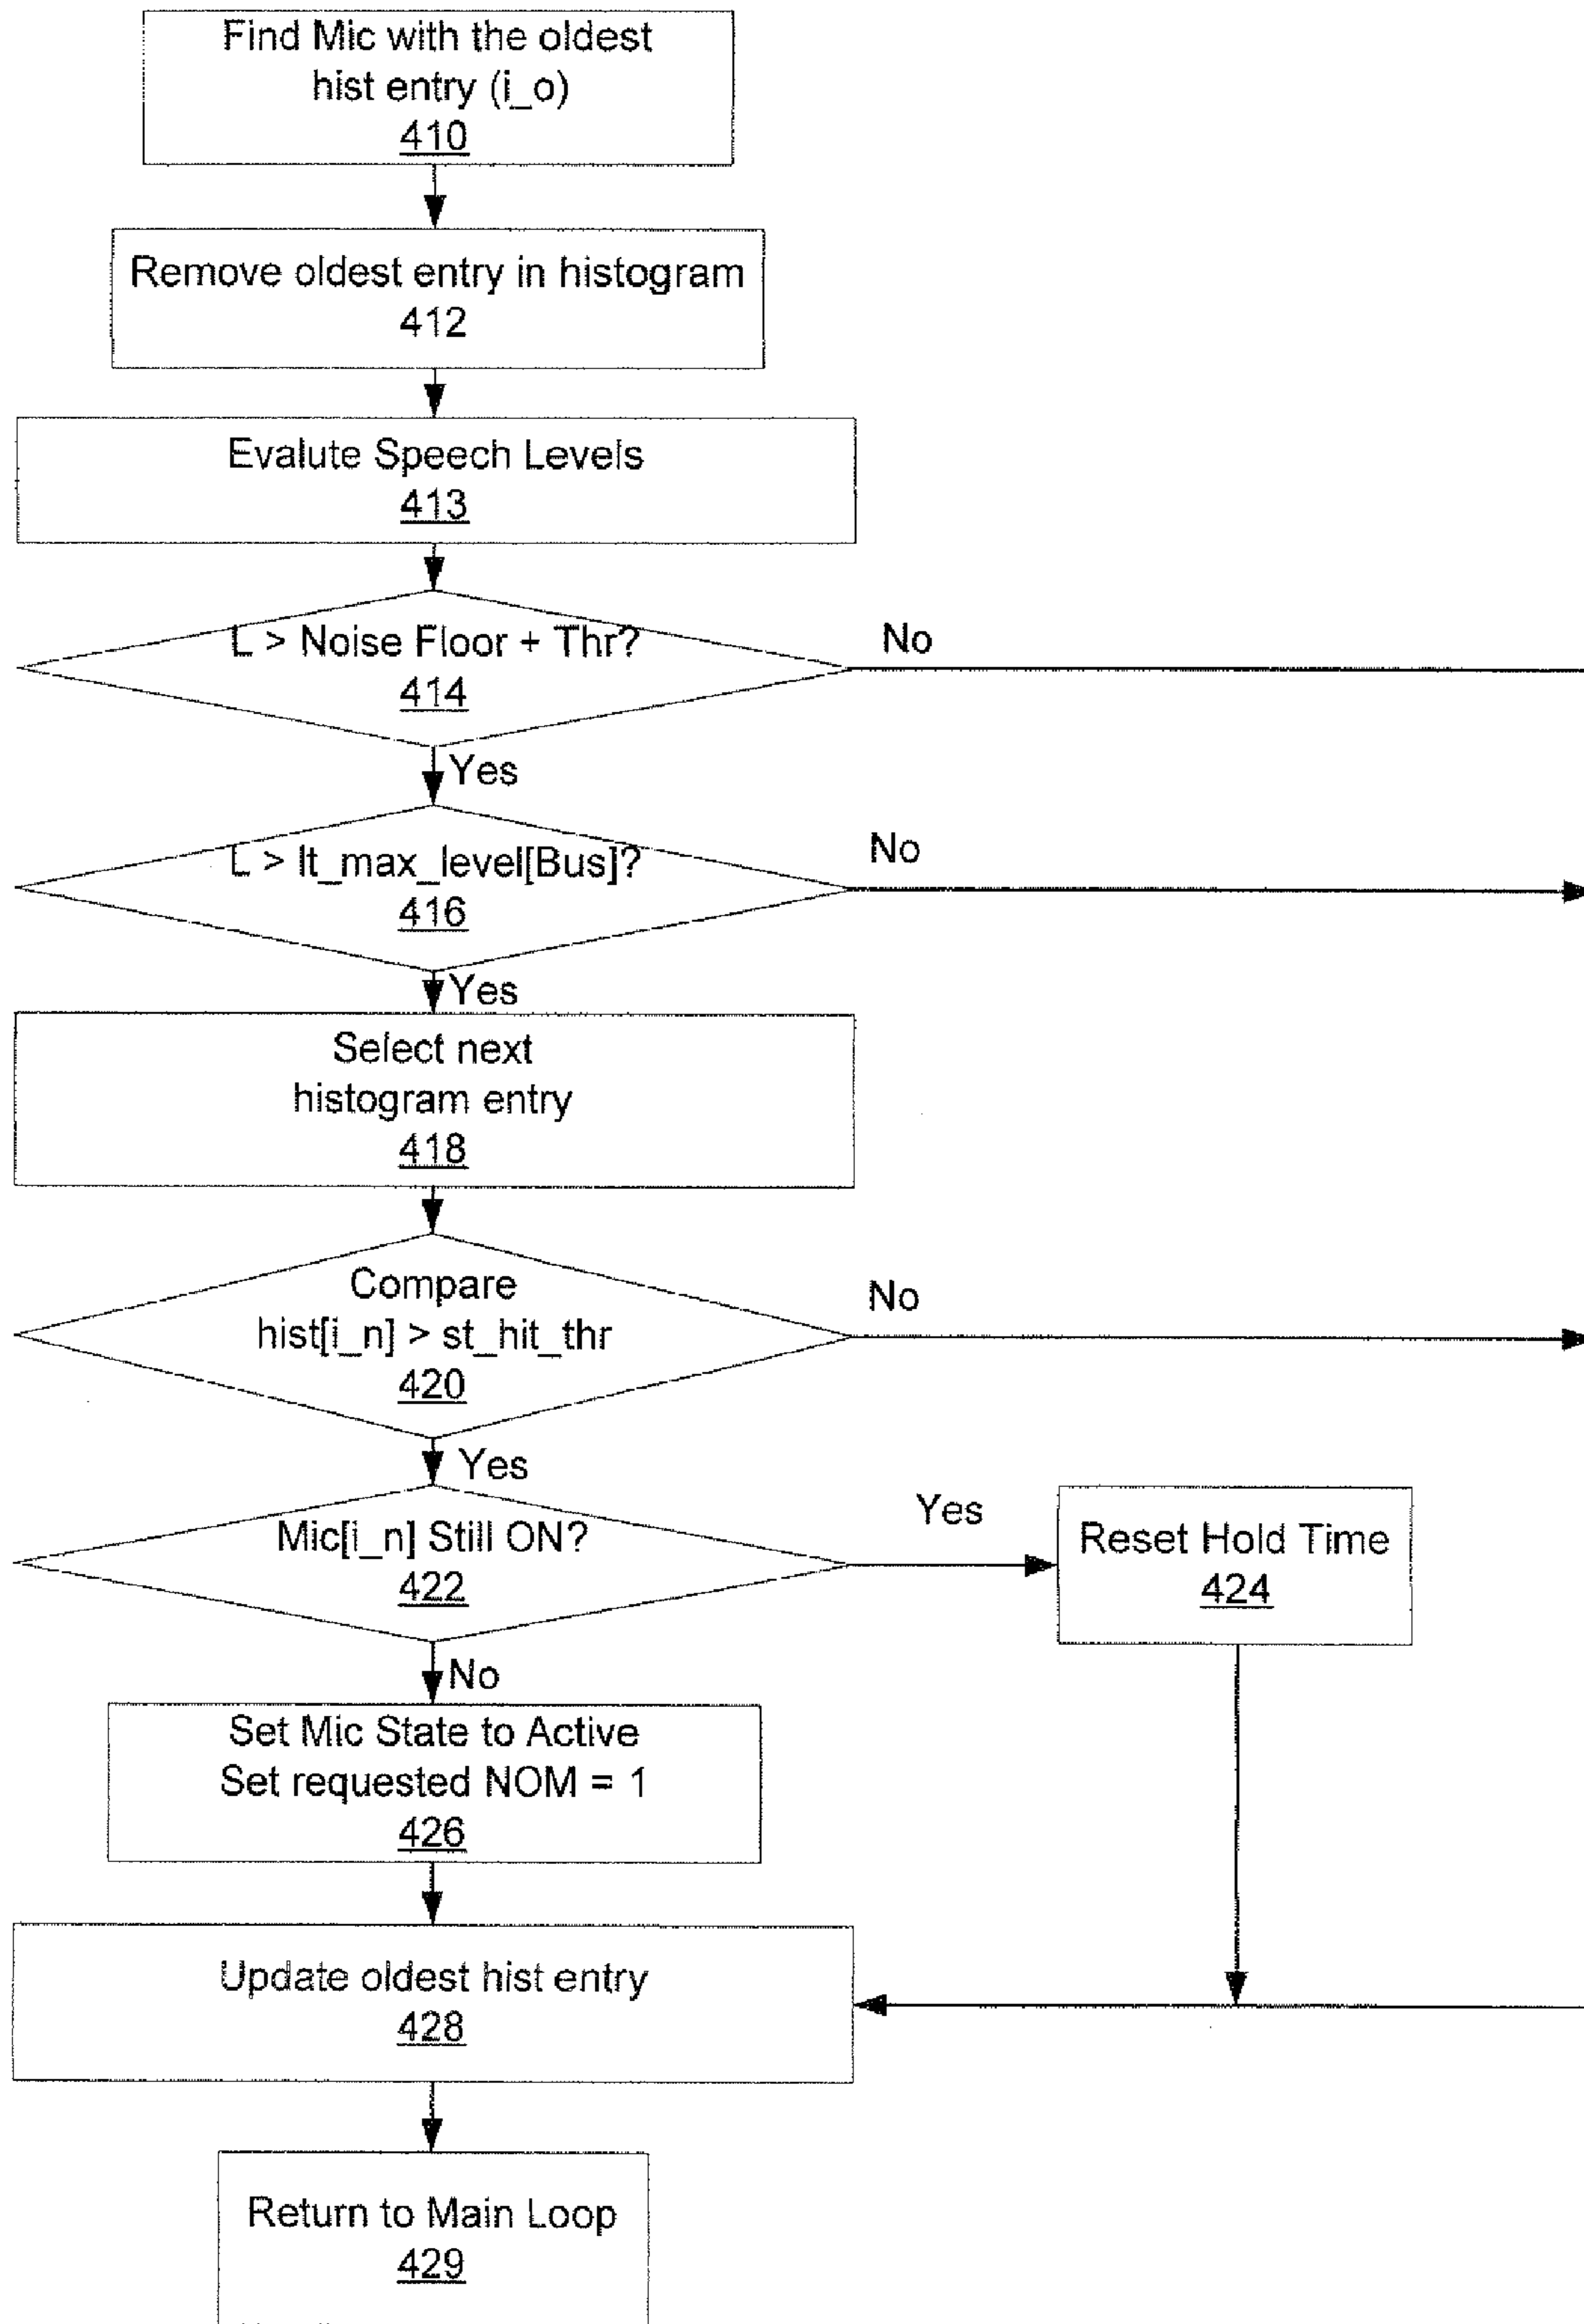 Find Mic with the oldest
hist entry (i_o)
410
Remove oldest entry in histogram
412
Evalute Speech Levels
413
L > Noise Floor + Thr?
414
No
Yes
L > lt_max_level[Bus]?
416
No
Yes
Select next
histogram entry
418
Compare
hist[i_n] > st_hit_thr
420
No
Yes
Mic[i_n] Still ON?
422
Yes
Reset Hold Time
424
No
Set Mic State to Active
Set requested NOM = 1
426
Update oldest hist entry
428
Return to Main Loop
429